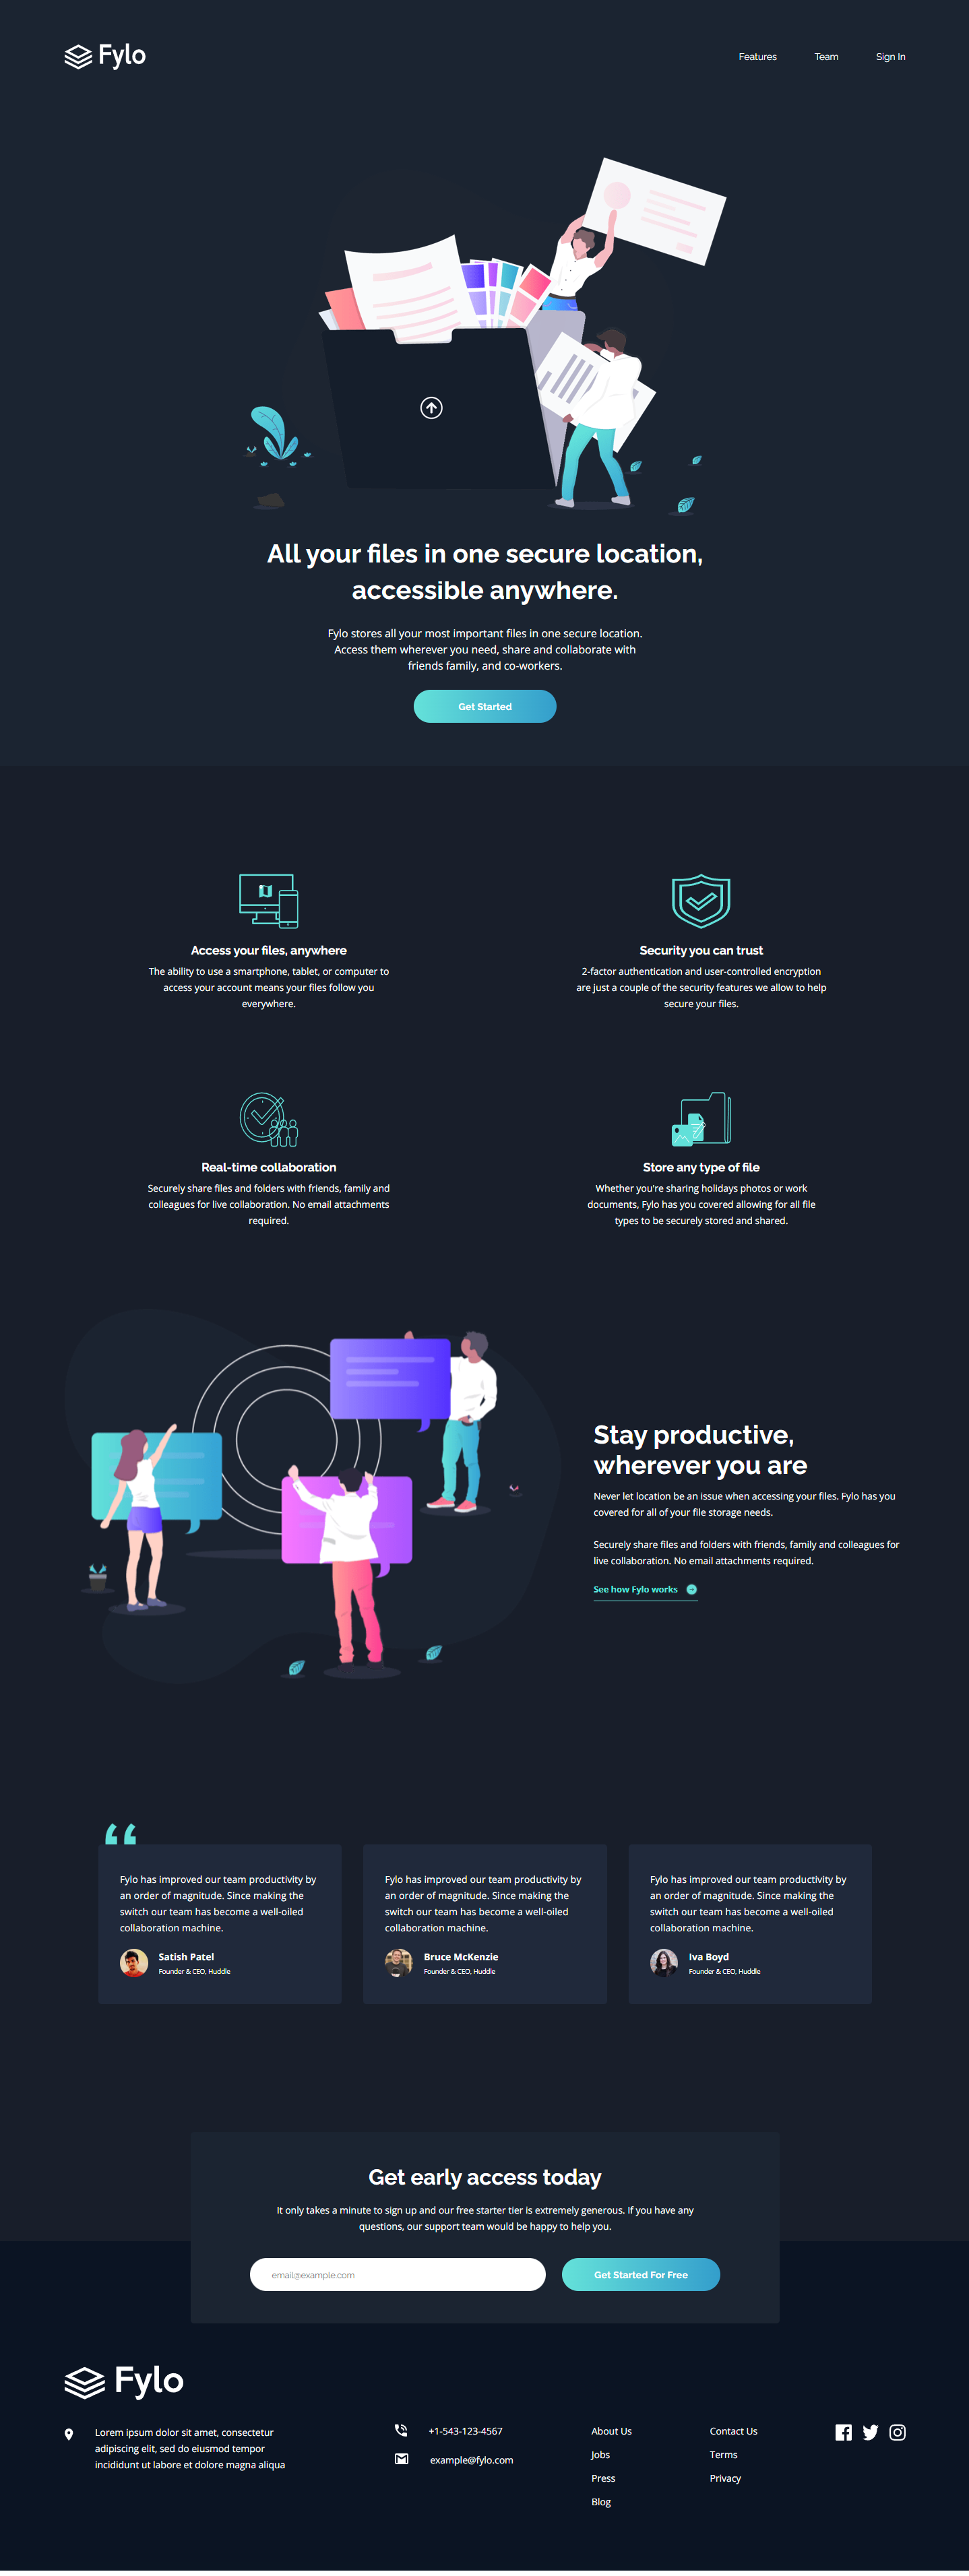 Fylo
Features
Team
Sign In
All your files in one secure location,
accessible anywhere.
Fylo stores all your most important files in one secure location.
Access them wherever you need, share and collaborate with
friends family, and co-workers.
Get Started
Access your files, anywhere
The ability to use a smartphone, tablet, or computer to
access your account means your files follow you
everywhere.
Security you can trust
2-factor authentication and user-controlled encryption
are just a couple of the security features we allow to help
secure your files.
Real-time collaboration
Securely share files and folders with friends, family and
colleagues for live collaboration. No email attachments
required.
Store any type of file
Whether you're sharing holidays photos or work
documents, Fylo has you covered allowing for all file
types to be securely stored and shared.
Stay productive,
wherever you are
Never let location be an issue when accessing your files. Fylo has you
covered for all of your file storage needs.
Securely share files and folders with friends, family and colleagues for
live collaboration. No email attachments required.
See how Fylo works
Fylo has improved our team productivity by
an order of magnitude. Since making the
switch our team has become a well-oiled
collaboration machine.
Satish Patel
Founder & CEO, Huddle
Fylo has improved our team productivity by
an order of magnitude. Since making the
switch our team has become a well-oiled
collaboration machine.
Bruce McKenzie
Founder & CEO, Huddle
Fylo has improved our team productivity by
an order of magnitude. Since making the
switch our team has become a well-oiled
collaboration machine.
Iva Boyd
Founder & CEO, Huddle
Get early access today
It only takes a minute to sign up and our free starter tier is extremely generous. If you have any
questions, our support team would be happy to help you.
email@example.com
Get Started For Free
Fylo
Lorem ipsum dolor sit amet, consectetur
adipiscing elit, sed do eiusmod tempor
incididunt ut labore et dolore magna aliqua
+1-543-123-4567
example@fylo.com
About Us
Jobs
Press
Blog
Contact Us
Terms
Privacy